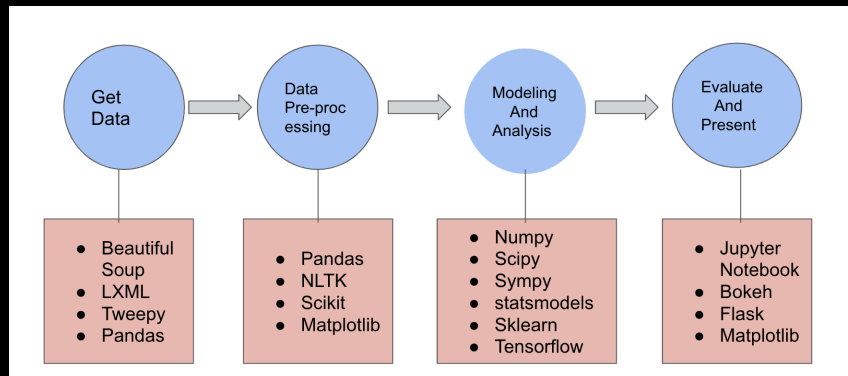 Get
Data
Data
Pre-proc
essing
Modeling
And
Analysis
Evaluate
And
Present
● Beautiful
Soup
● LXML
● Tweepy
● Pandas
● Pandas
● NLTK
● Scikit
● Matplotlib
● Numpy
● Scipy
● Sympy
● statsmodels
● Sklearn
● Tensorflow
● Jupyter
Notebook
● Bokeh
● Flask
● Matplotlib